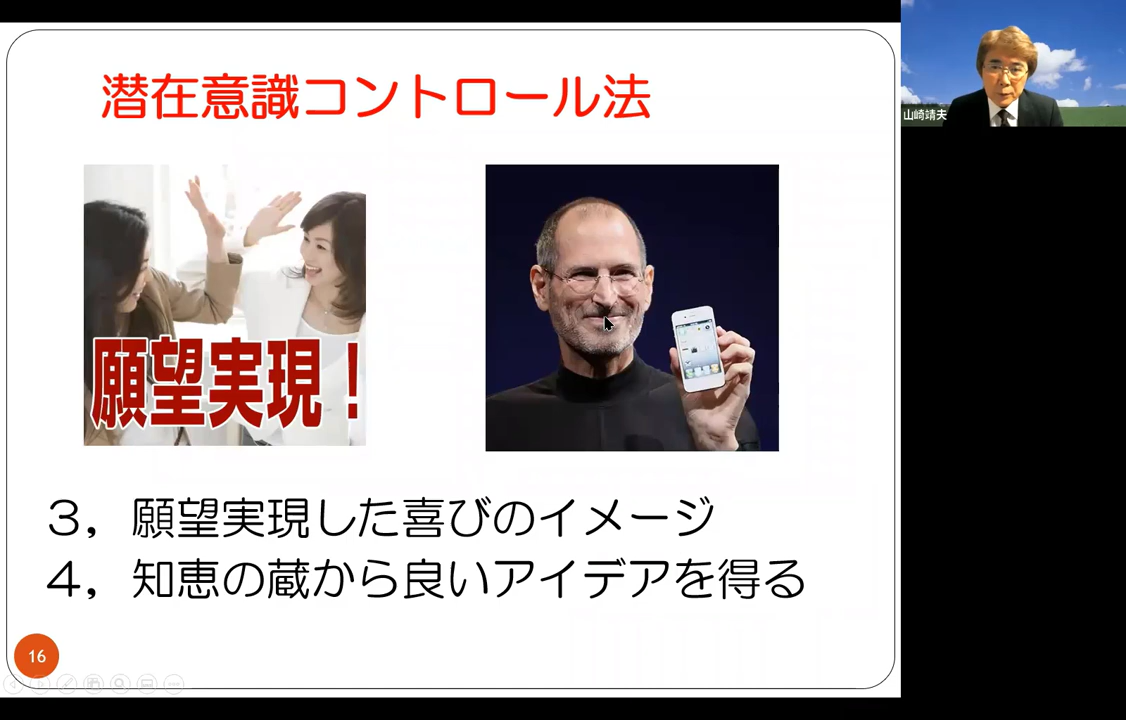 潜在意識コントロール法
山崎靖夫
願望実現！
３，願望実現した喜びのイメージ
４，知恵の蔵から良いアイデアを得る
16